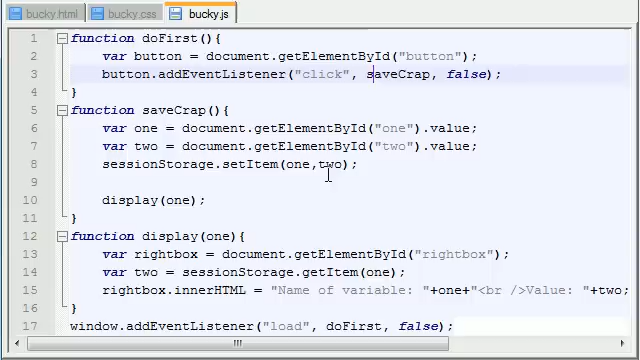 bucky.html bucky.css bucky.js
1 function doFirst(){
2 var button = document.getElementById("button");
3 button.addEventListener("click", saveCrap, false);
4 }
5 function saveCrap(){
6 var one = document.getElementById("one").value;
7 var two = document.getElementById("two").value;
8 sessionStorage.setItem(one,two);
9
10 display(one);
11 }
12 function display(one){
13 var rightbox = document.getElementById("rightbox");
14 var two = sessionStorage.getItem(one);
15 rightbox.innerHTML = "Name of variable: "+one+"<br />Value: "+two;
16 }
17 window.addEventListener("load", doFirst, false);